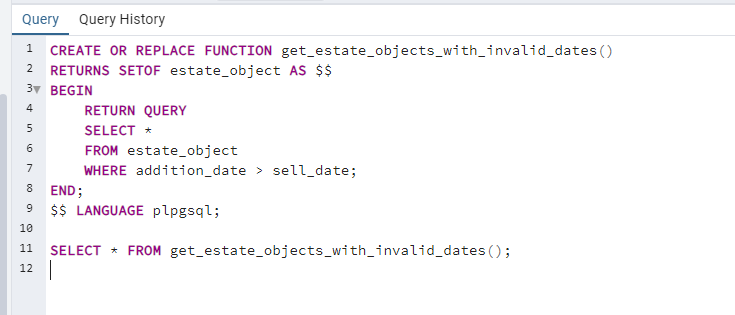 Query Query History
1 CREATE OR REPLACE FUNCTION get_estate_objects_with_invalid_dates()
2 RETURNS SETOF estate_object AS $$
3 BEGIN
4     RETURN QUERY
5     SELECT *
6     FROM estate_object
7     WHERE addition_date > sell_date;
8 END;
9 $$ LANGUAGE plpgsql;
10
11 SELECT * FROM get_estate_objects_with_invalid_dates();
12